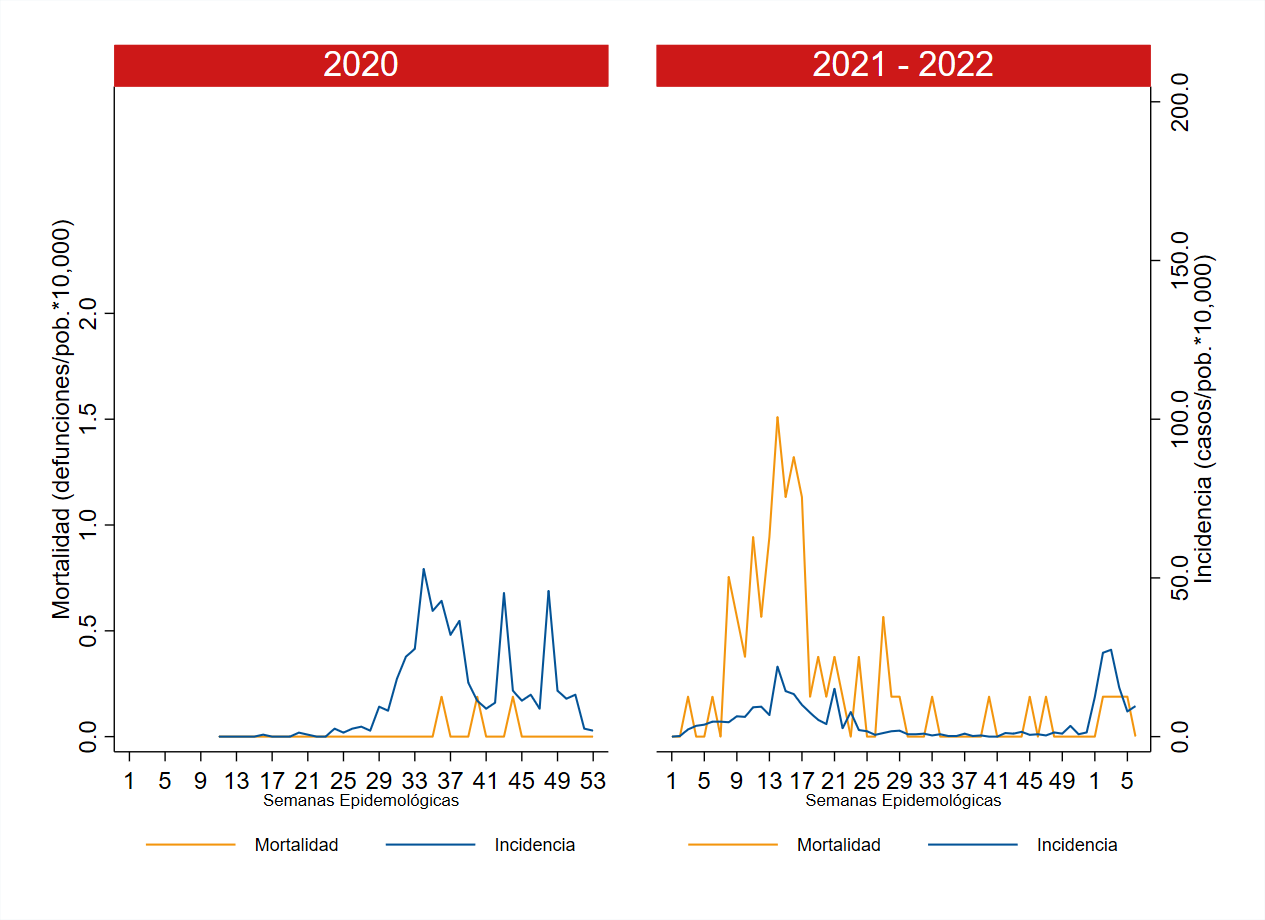 2020
Mortalidad (defunciones/pob.*10,000)
2.0
1.5
1.0
0.5
0.0
1 5 9 13 17 21 25 29 33 37 41 45 49 53
Semanas Epidemológicas
Mortalidad Incidencia
2021 - 2022
200.0
150.0
100.0
50.0
0.0
Incidencia (casos/pob.*10,000)
1 5 9 13 17 21 25 29 33 37 41 45 49 1 5
Semanas Epidemológicas
Mortalidad Incidencia